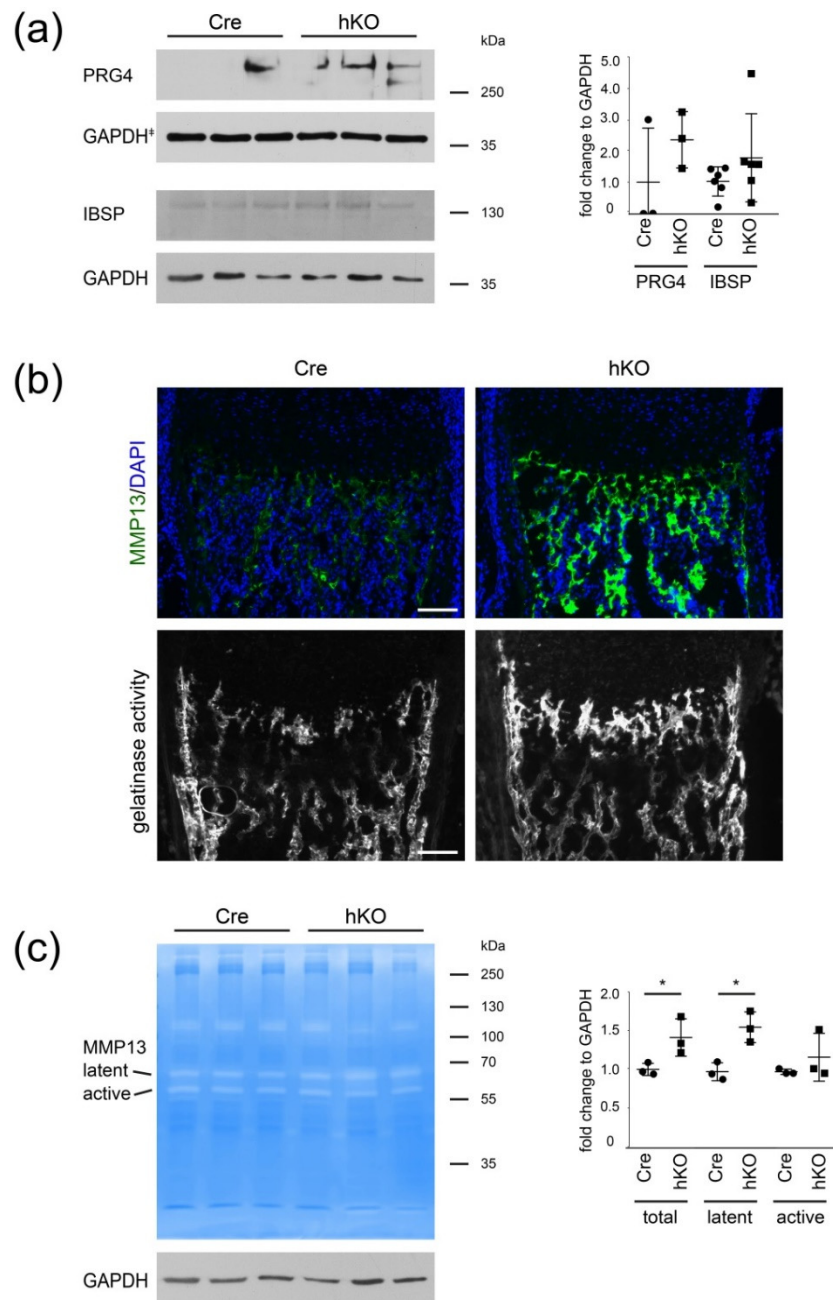 (a)
Cre hKO
kDa
PRG4
250
GAPDH‡
35
IBSP
130
GAPDH
35
fold change to GAPDH
5.0
4.0
3.0
2.0
1.0
0
Cre hKO Cre hKO
PRG4 IBSP
(b)
Cre hKO
MMP13/DAPI
gelatinase activity
(c)
Cre hKO
kDa
250
130
100
MMP13
70
latent
active
55
35
GAPDH
fold change to GAPDH
2.0
1.5
1.0
0.5
0
* *
Cre hKO Cre hKO Cre hKO
total latent active